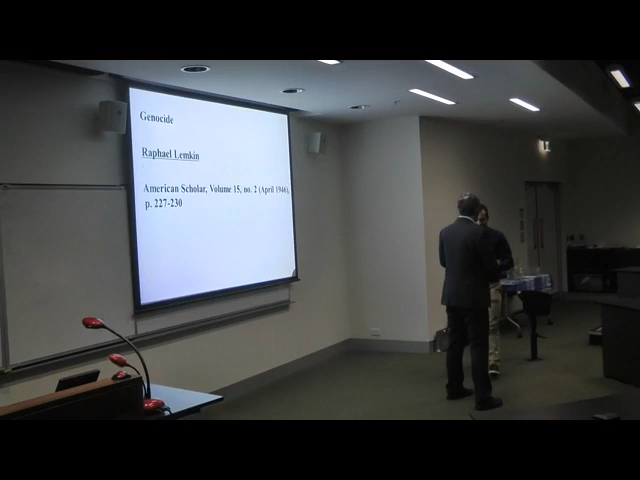 Genocide
Raphael Lemkin
American Scholar, Volume 15, no. 2 (April 1946),
p. 227-230